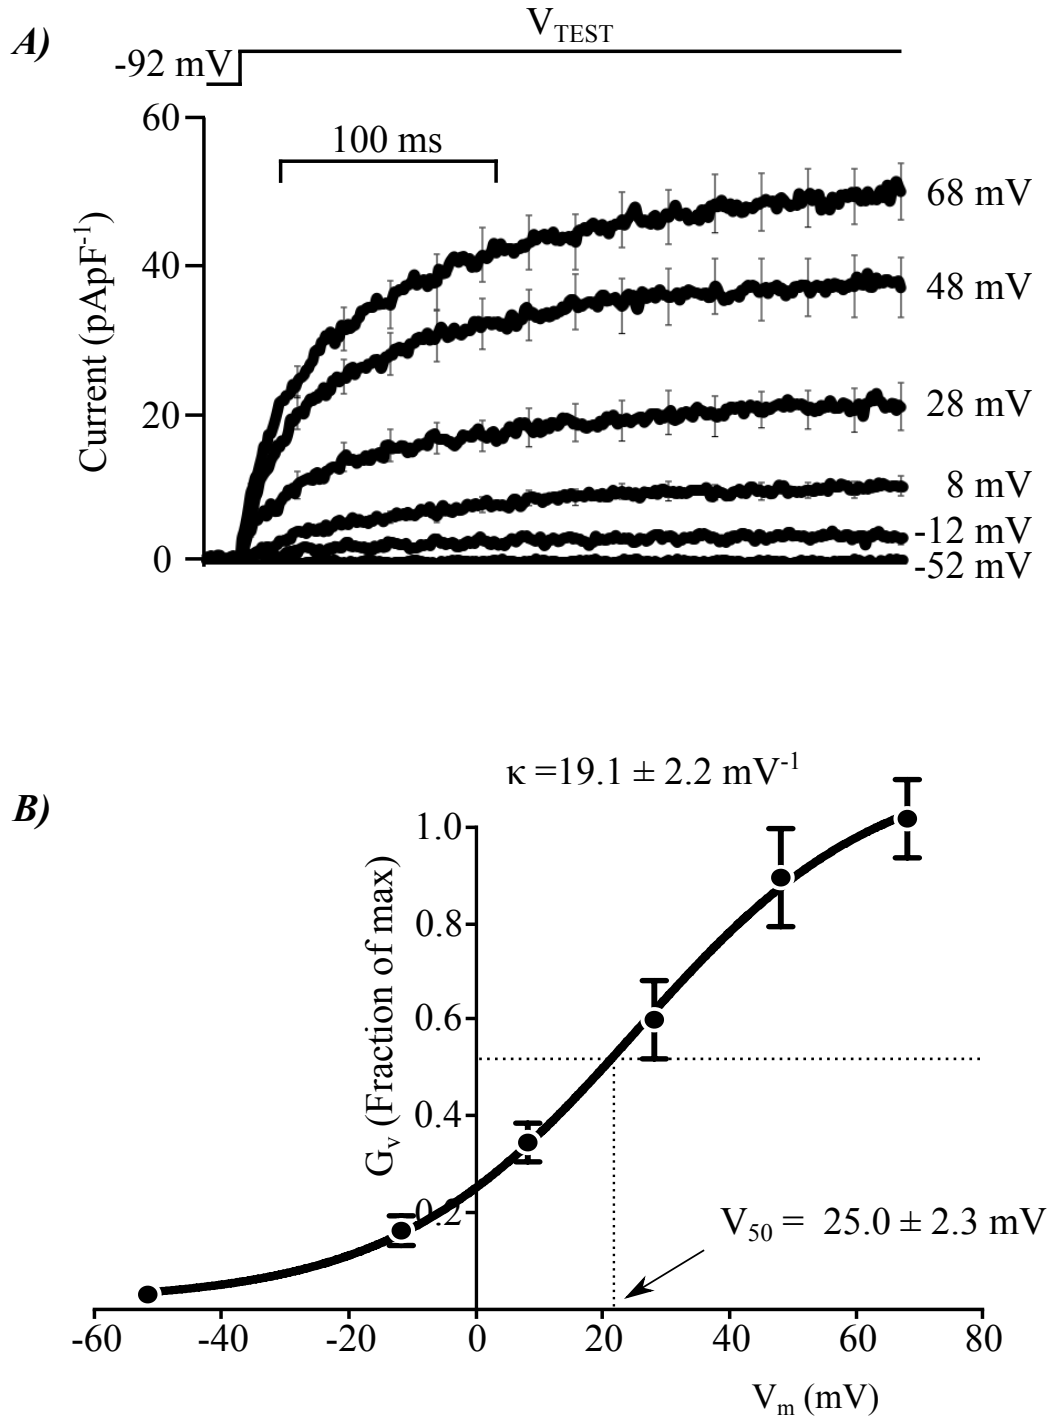 A)
V_TEST
-92 mV
60
100 ms
68 mV
40
48 mV
Current (pApF⁻¹)
20
28 mV
8 mV
-12 mV
0
-52 mV
κ =19.1 ± 2.2 mV⁻¹
B)
1.0
0.8
G_v (Fraction of max)
0.6
0.4
0.2
V₅₀ = 25.0 ± 2.3 mV
-60 -40 -20 0 20 40 60 80
V_m (mV)